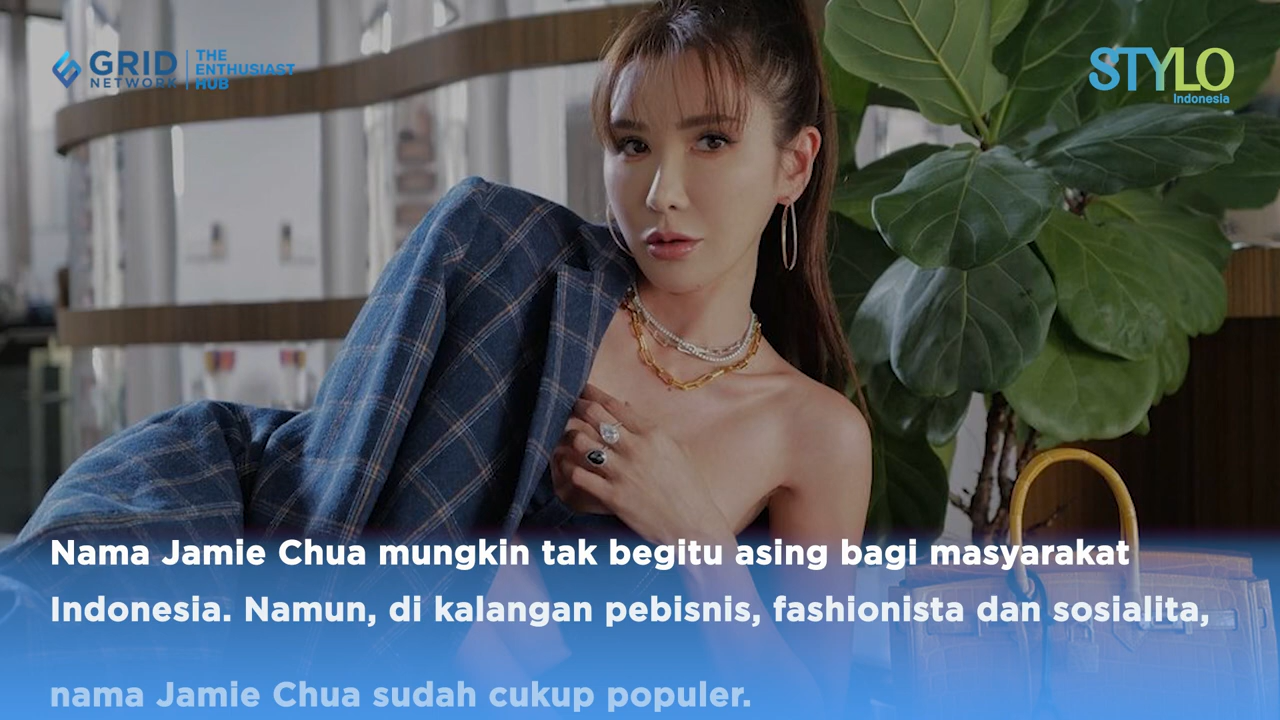 GRID
NETWORK
THE
ENTHUSIAST
HUB
STYLO
Indonesia
Nama Jamie Chua mungkin tak begitu asing bagi masyarakat
Indonesia. Namun, di kalangan pebisnis, fashionista dan sosialita,
nama Jamie Chua sudah cukup populer.